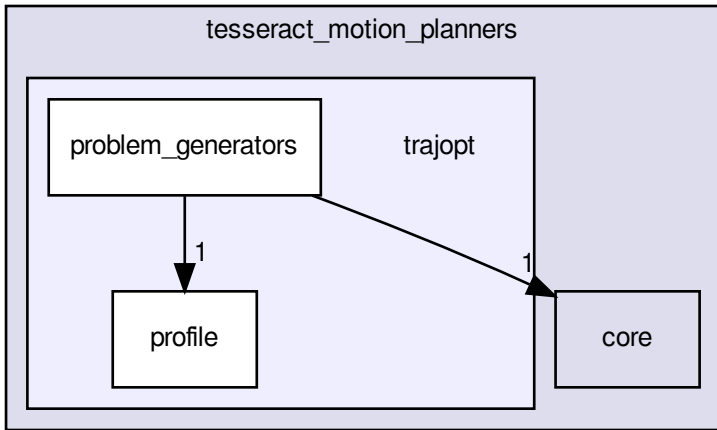 tesseract_motion_planners
problem_generators
trajopt
1
1
profile
core